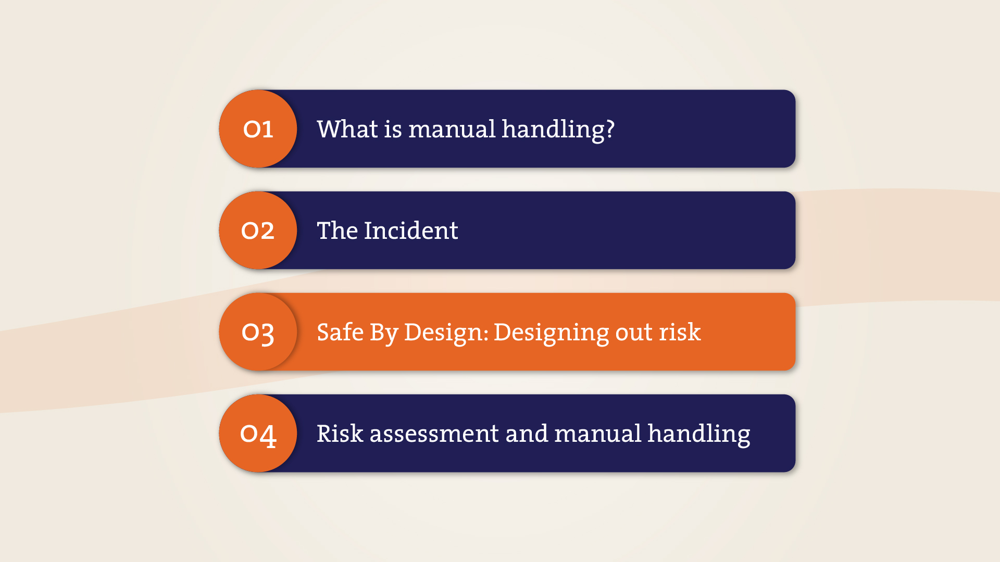 01
What is manual handling?
02
The Incident
03
Safe By Design: Designing out risk
04
Risk assessment and manual handling